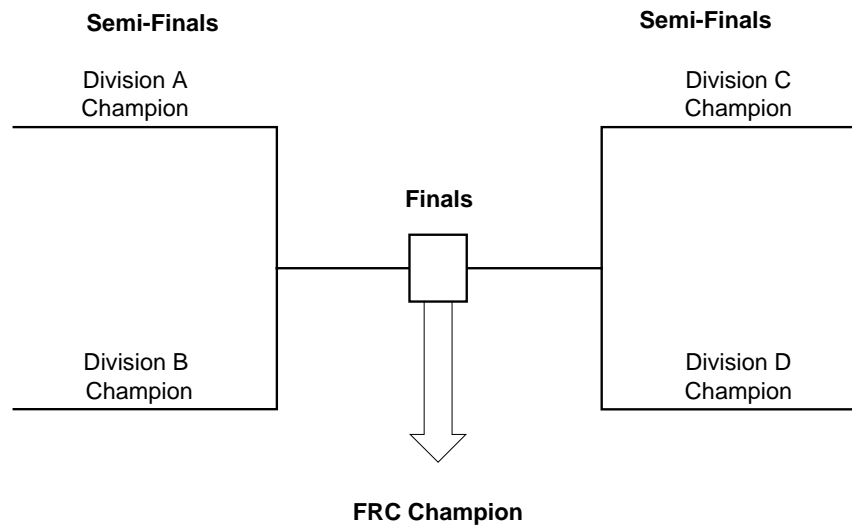 Semi-Finals
Semi-Finals
Division A
Champion
Division C
Champion
Finals
Division B
Champion
Division D
Champion
FRC Champion